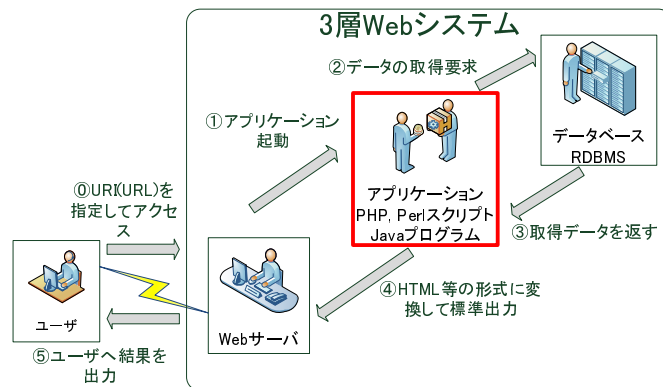 3層Webシステム
②データの取得要求
①アプリケーション
起動
データベース
RDBMS
⓪URI(URL)を
指定してアクセ
ス
アプリケーション
PHP, Perlスクリプト
Javaプログラム
③取得データを返す
④HTML等の形式に変
換して標準出力
ユーザ
Webサーバ
⑤ユーザへ結果を
出力